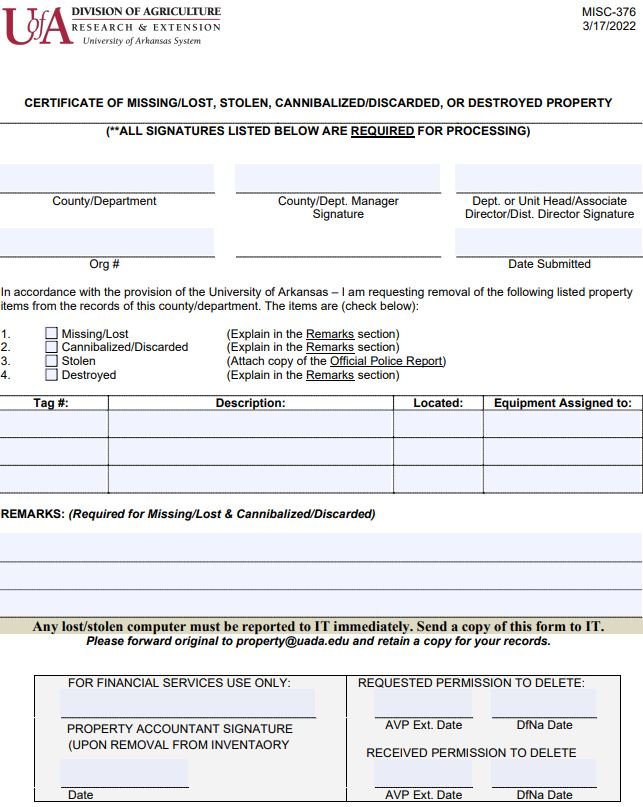 UofA DIVISION OF AGRICULTURE
RESEARCH & EXTENSION
University of Arkansas System
MISC-376
3/17/2022
CERTIFICATE OF MISSING/LOST, STOLEN, CANNIBALIZED/DISCARDED, OR DESTROYED PROPERTY
(**ALL SIGNATURES LISTED BELOW ARE REQUIRED FOR PROCESSING)
County/Department
County/Dept. Manager
Signature
Dept. or Unit Head/Associate
Director/Dist. Director Signature
Org #
Date Submitted
In accordance with the provision of the University of Arkansas – I am requesting removal of the following listed property
items from the records of this county/department. The items are (check below):
1. Missing/Lost (Explain in the Remarks section)
2. Cannibalized/Discarded (Explain in the Remarks section)
3. Stolen (Attach copy of the Official Police Report)
4. Destroyed (Explain in the Remarks section)
Tag #: Description: Located: Equipment Assigned to:
REMARKS: (Required for Missing/Lost & Cannibalized/Discarded)
Any lost/stolen computer must be reported to IT immediately. Send a copy of this form to IT.
Please forward original to property@uada.edu and retain a copy for your records.
FOR FINANCIAL SERVICES USE ONLY:
PROPERTY ACCOUNTANT SIGNATURE
(UPON REMOVAL FROM INVENTAORY
Date
REQUESTED PERMISSION TO DELETE:
AVP Ext. Date DfNa Date
RECEIVED PERMISSION TO DELETE
AVP Ext. Date DfNa Date